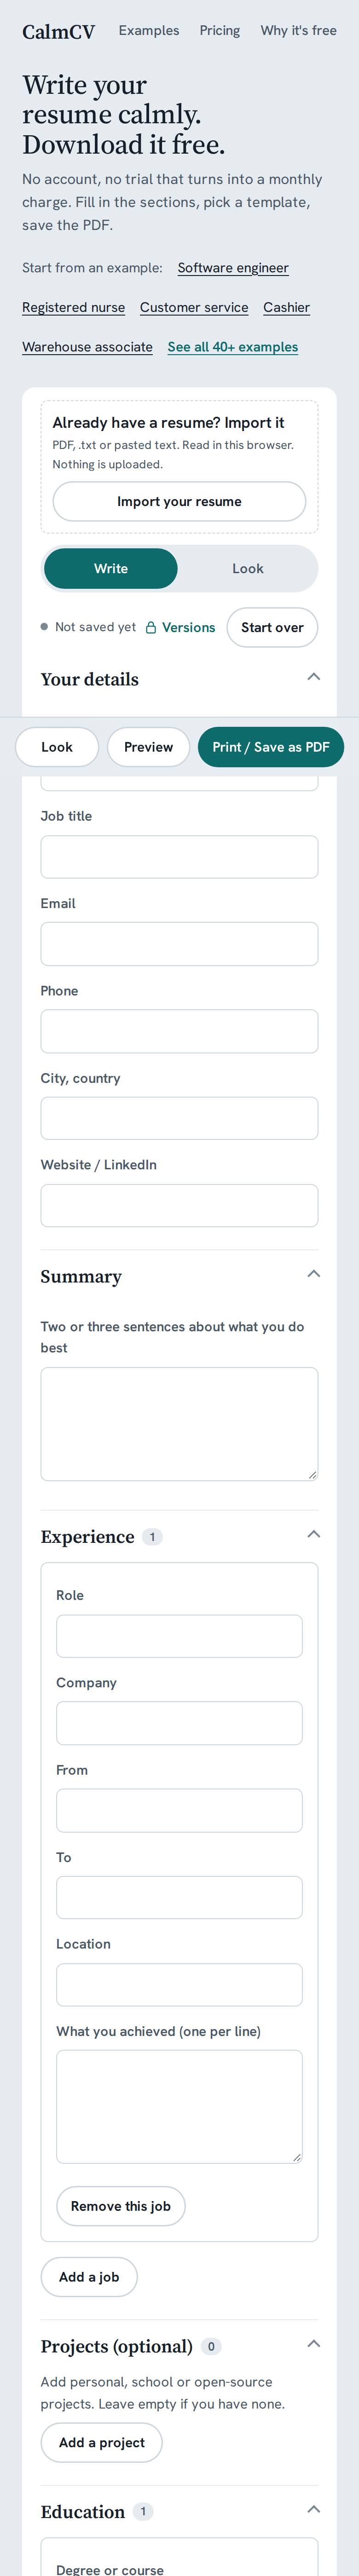 CalmCV Examples Pricing Why it's free
Write your
resume calmly.
Download it free.
No account, no trial that turns into a monthly
charge. Fill in the sections, pick a template,
save the PDF.
Start from an example: Software engineer
Registered nurse Customer service Cashier
Warehouse associate See all 40+ examples
Already have a resume? Import it
PDF, .txt or pasted text. Read in this browser.
Nothing is uploaded.
Import your resume
Write Look
Not saved yet Versions Start over
Your details
Look Preview Print / Save as PDF
Job title
Email
Phone
City, country
Website / LinkedIn
Summary
Two or three sentences about what you do
best
Experience 1
Role
Company
From
To
Location
What you achieved (one per line)
Remove this job
Add a job
Projects (optional) 0
Add personal, school or open-source
projects. Leave empty if you have none.
Add a project
Education 1
Degree or course